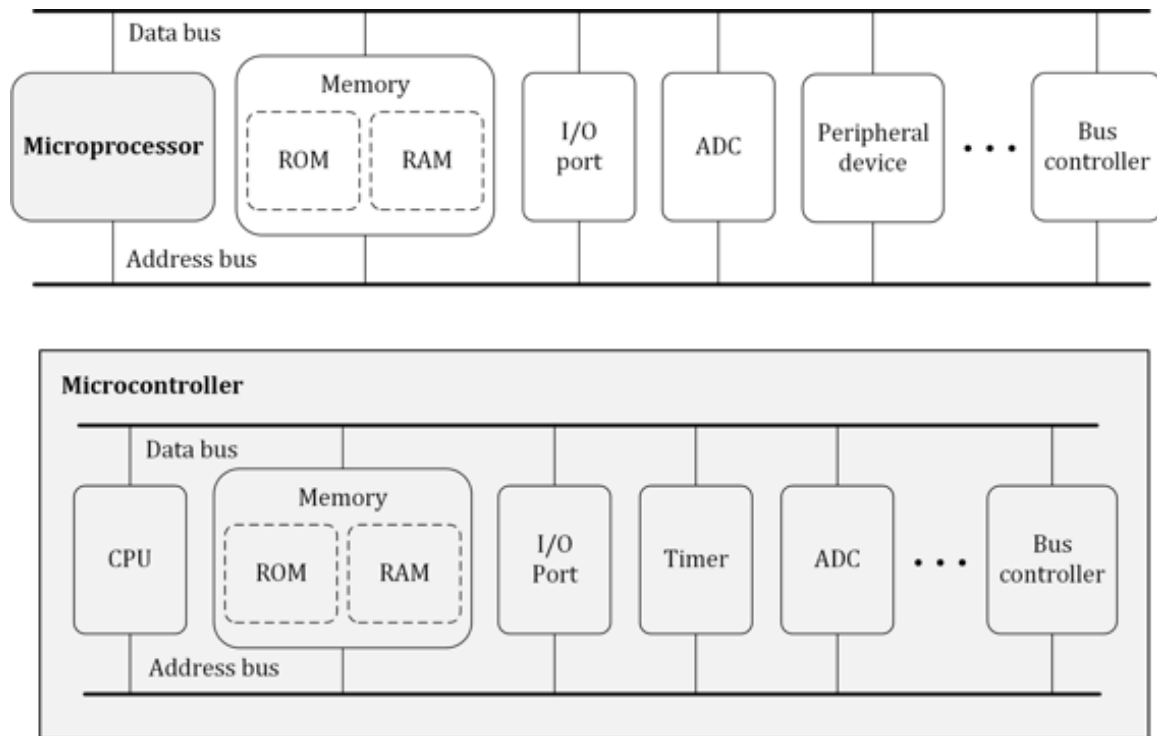 Data bus
Microprocessor
Memory
ROM
RAM
I/O
port
ADC
Peripheral
device
Bus
controller
Address bus
Microcontroller
Data bus
CPU
Memory
ROM
RAM
I/O
Port
Timer
ADC
Bus
controller
Address bus